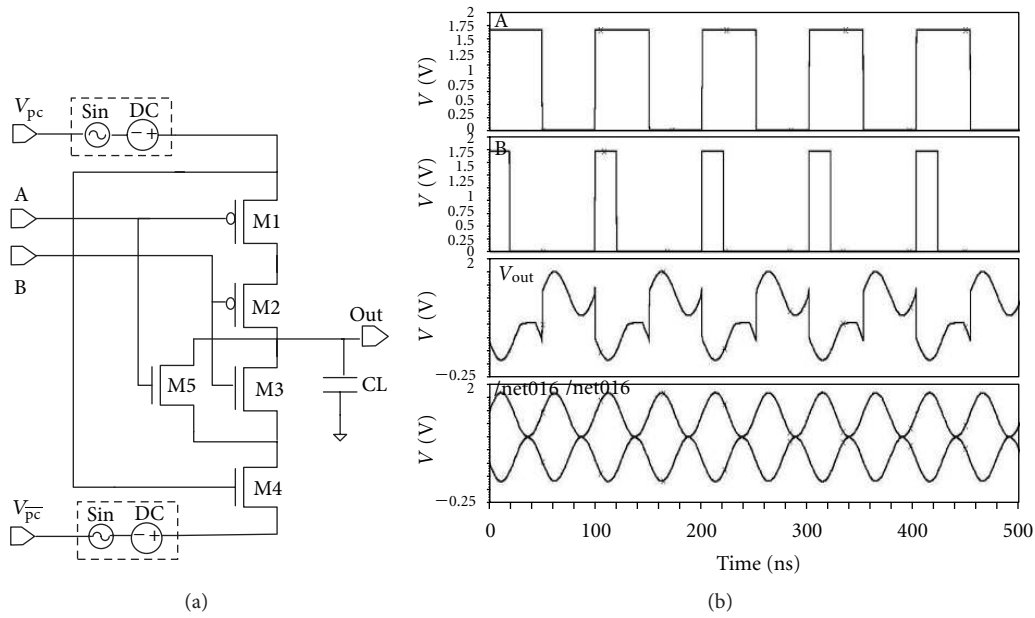 V_pc
Sin
DC
− +
A
M1
B
M2
Out
M5
M3
CL
M4
V_p̅c̅
Sin
DC
− +
(a)
A
2
1.75
1.5
1.25
1
0.75
0.5
0.25
0
V (V)
B
2
1.75
1.5
1.25
1
0.75
0.5
0.25
0
V (V)
V_out
2
−0.25
V (V)
/net016 /net016
2
−0.25
V (V)
0
100
200
300
400
500
Time (ns)
(b)